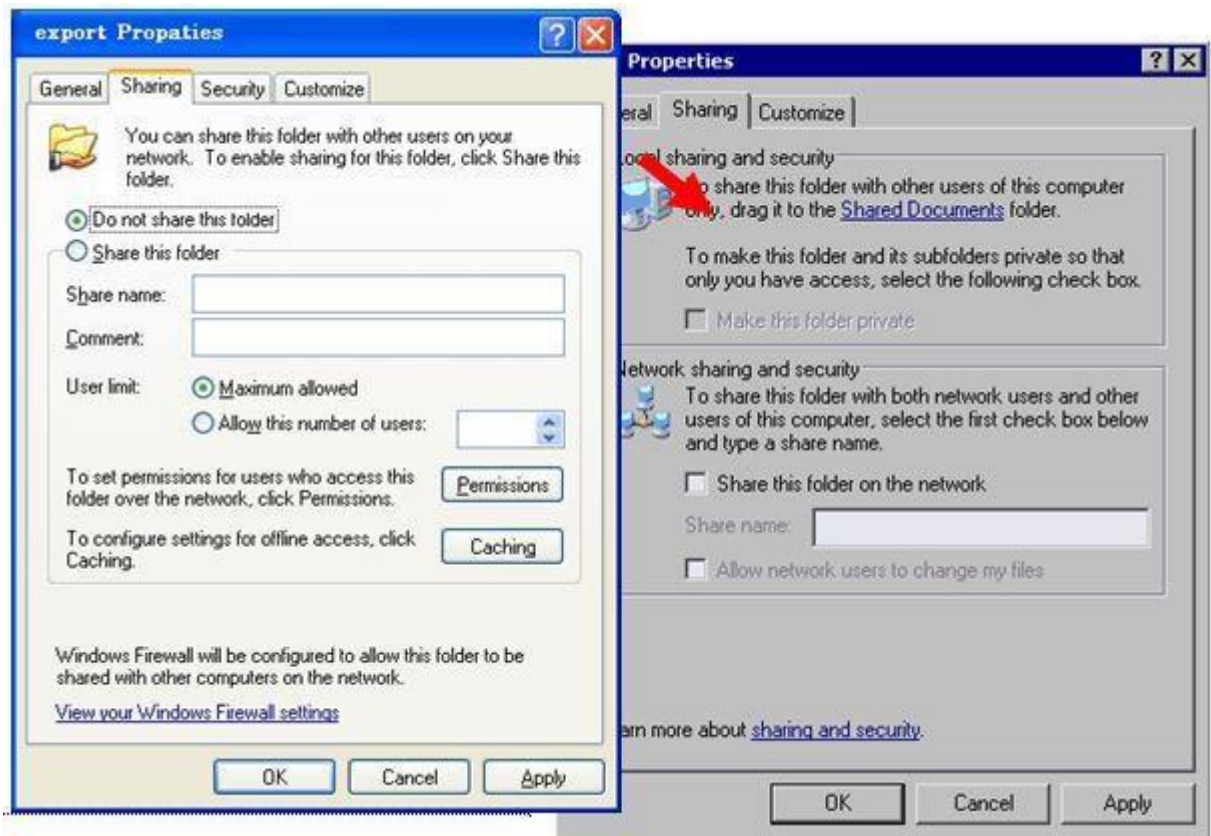 export Propaties
General Sharing Security Customize
You can share this folder with other users on your
network. To enable sharing for this folder, click Share this
folder.
Do not share this folder
Share this folder
Share name:
Comment:
User limit: Maximum allowed
Allow this number of users:
To set permissions for users who access this
folder over the network, click Permissions.
Permissions
To configure settings for offline access, click
Caching.
Caching
Windows Firewall will be configured to allow this folder to be
shared with other computers on the network.
View your Windows Firewall settings
OK Cancel Apply
Properties
eral Sharing Customize
Local sharing and security
To share this folder with other users of this computer
only, drag it to the Shared Documents folder.
To make this folder and its subfolders private so that
only you have access, select the following check box.
Make this folder private
Network sharing and security
To share this folder with both network users and other
users of this computer, select the first check box below
and type a share name.
Share this folder on the network
Share name:
Allow network users to change my files
arn more about sharing and security.
OK Cancel Apply